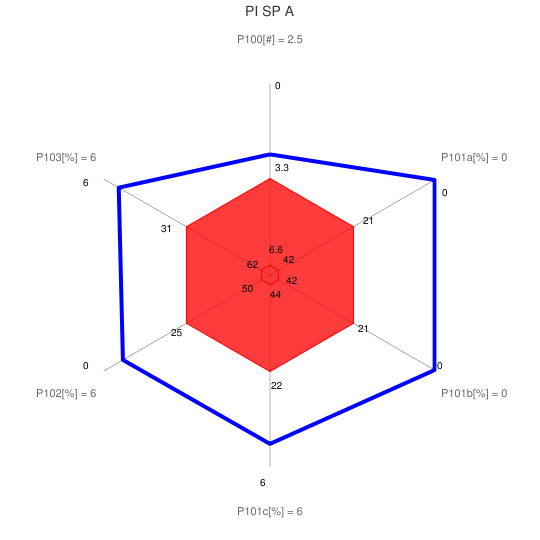 PI SP A
P100[#] = 2.5
0
P103[%] = 6
P101a[%] = 0
3.3
6
0
31
21
6.6
62
42
50
42
44
25
21
0
0
22
P102[%] = 6
P101b[%] = 0
6
P101c[%] = 6